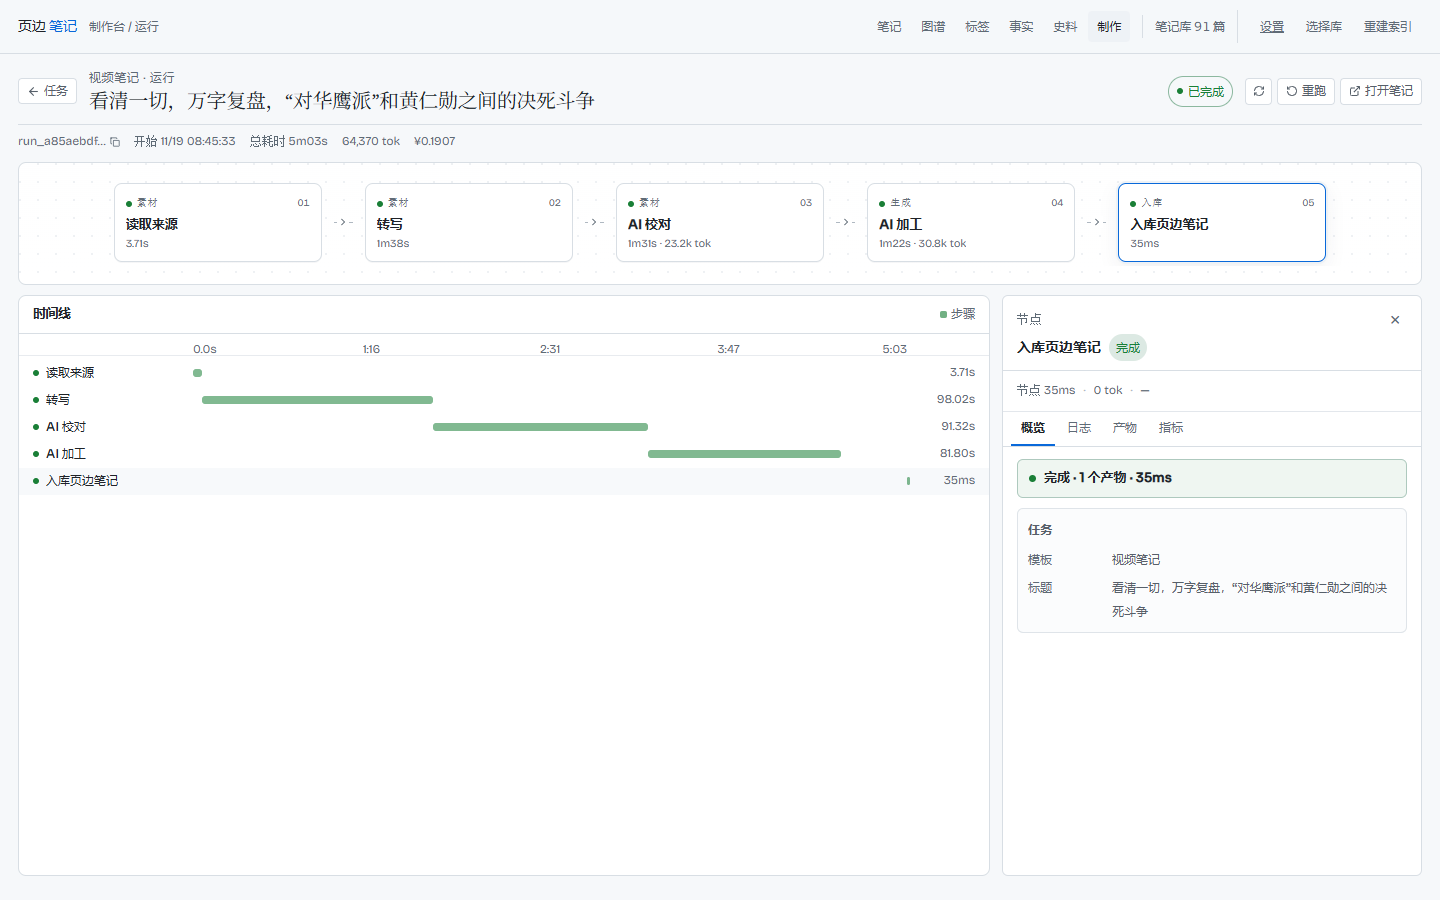 页边 笔记 制作台 / 运行 笔记 图谱 标签 事实 史料 制作 笔记库 91 篇 设置 选择库 重建索引
← 任务
视频笔记 · 运行
看清一切，万字复盘，“对华鹰派”和黄仁勋之间的决死斗争
已完成 重跑 打开笔记
run_a85aebdf... 开始 11/19 08:45:33 总耗时 5m03s 64,370 tok ¥0.1907
素材 01
读取来源
3.71s
素材 02
转写
1m38s
素材 03
AI 校对
1m31s · 23.2k tok
生成 04
AI 加工
1m22s · 30.8k tok
入库 05
入库页边笔记
35ms
时间线 步骤
0.0s 1:16 2:31 3:47 5:03
读取来源 3.71s
转写 98.02s
AI 校对 91.32s
AI 加工 81.80s
入库页边笔记 35ms
节点
入库页边笔记 完成
节点 35ms · 0 tok · —
概览 日志 产物 指标
完成 · 1 个产物 · 35ms
任务
模板 视频笔记
标题 看清一切，万字复盘，“对华鹰派”和黄仁勋之间的决
死斗争